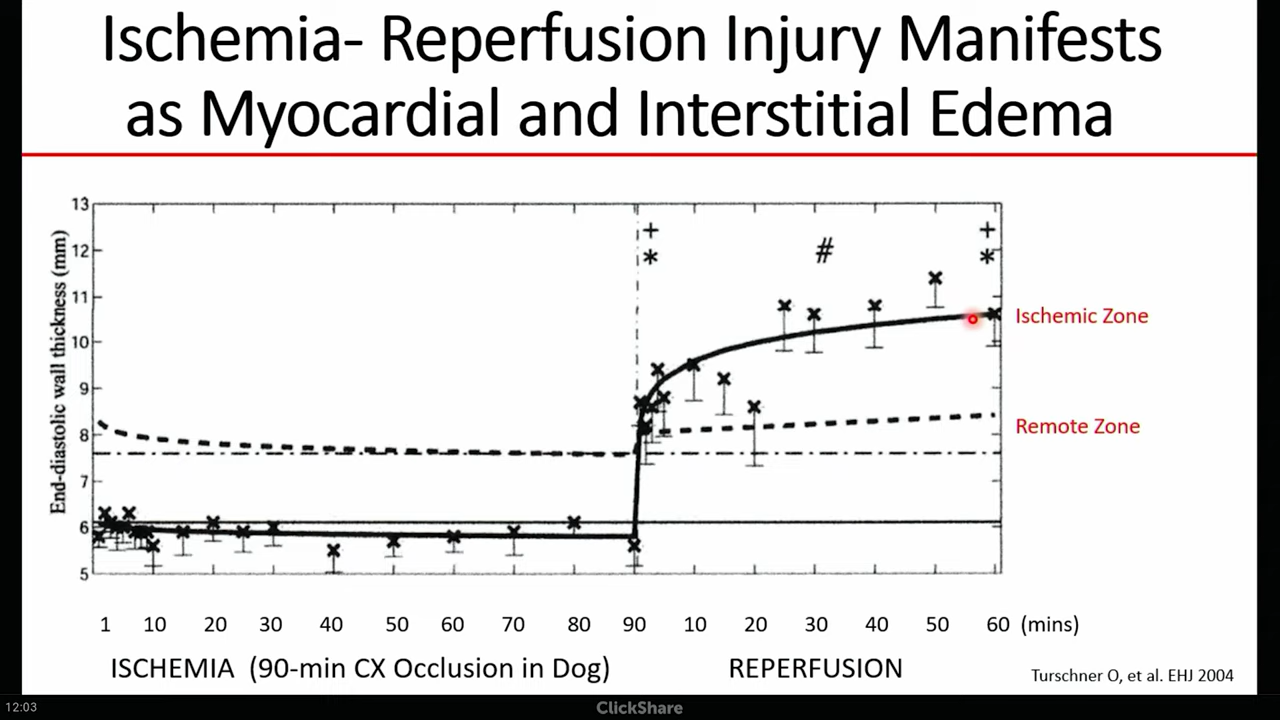 Ischemia- Reperfusion Injury Manifests
as Myocardial and Interstitial Edema
End-diastolic wall thickness (mm)
13
12
11
10
9
8
7
6
5
+
*
#
+
*
Ischemic Zone
Remote Zone
1 10 20 30 40 50 60 70 80 90 10 20 30 40 50 60 (mins)
ISCHEMIA (90-min CX Occlusion in Dog) REPERFUSION
Turschner O, et al. EHJ 2004
12:03
ClickShare